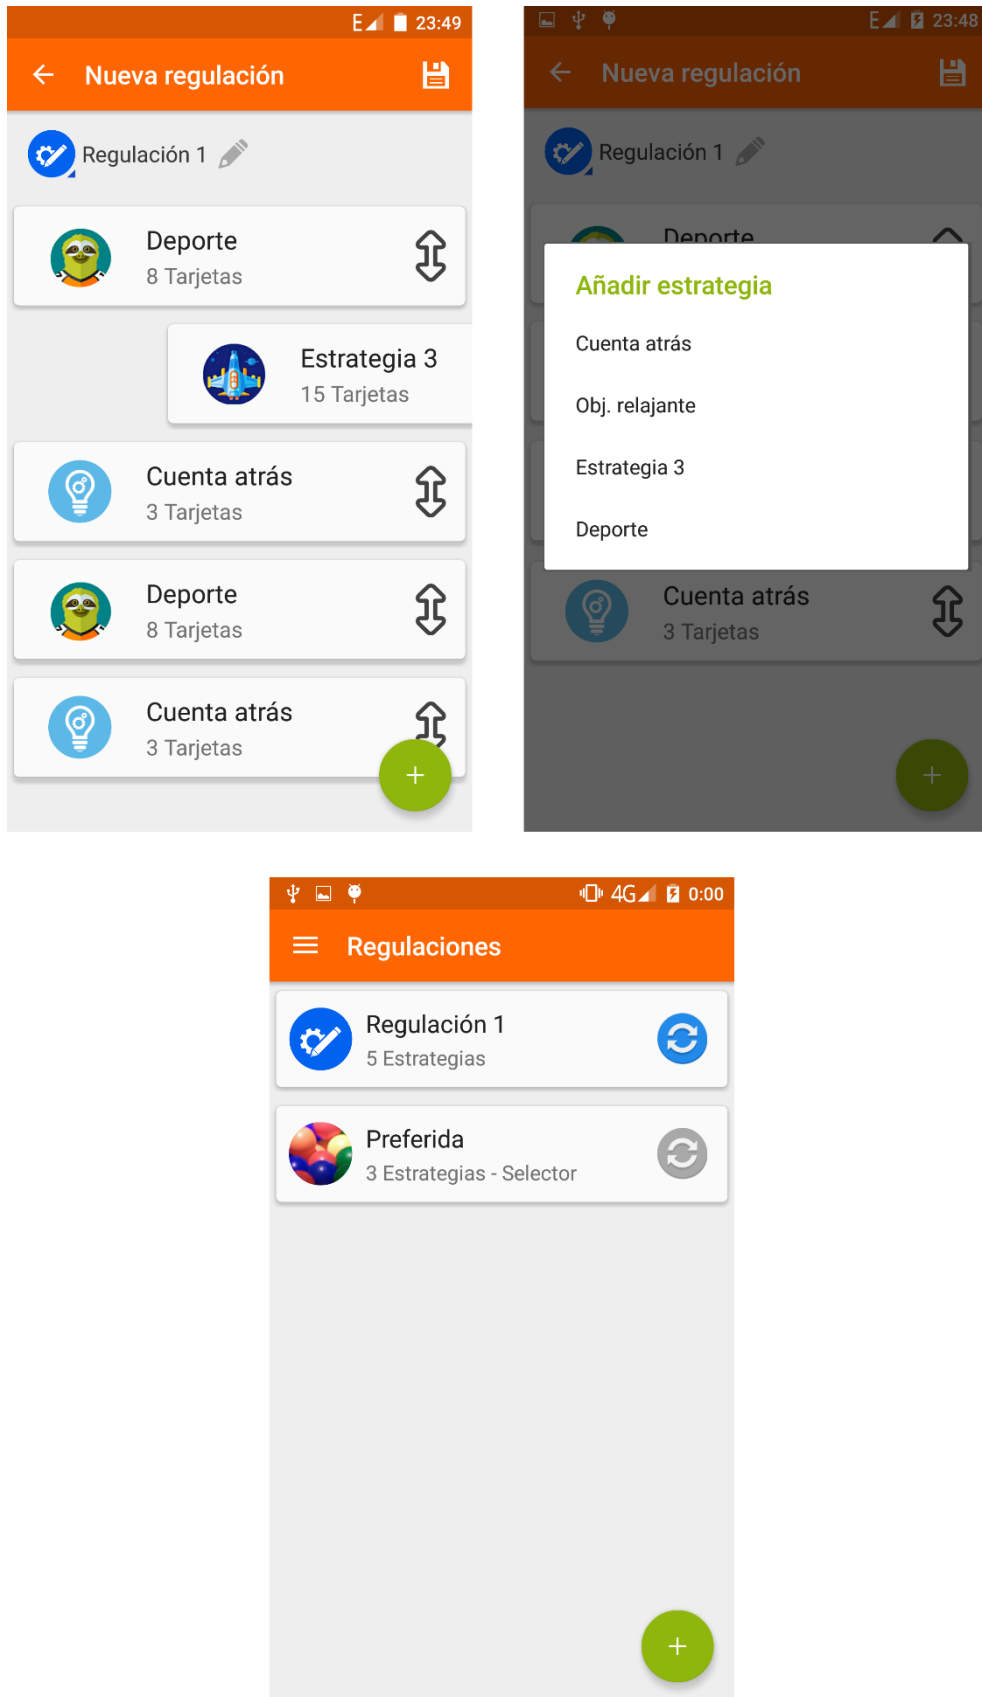 E 23:49
Nueva regulación
Regulación 1
Deporte
8 Tarjetas
Estrategia 3
15 Tarjetas
Cuenta atrás
3 Tarjetas
Deporte
8 Tarjetas
Cuenta atrás
3 Tarjetas
+
E 23:48
Nueva regulación
Regulación 1
Deporte
Añadir estrategia
Cuenta atrás
Obj. relajante
Estrategia 3
Deporte
Cuenta atrás
3 Tarjetas
+
4G 0:00
Regulaciones
Regulación 1
5 Estrategias
Preferida
3 Estrategias - Selector
+